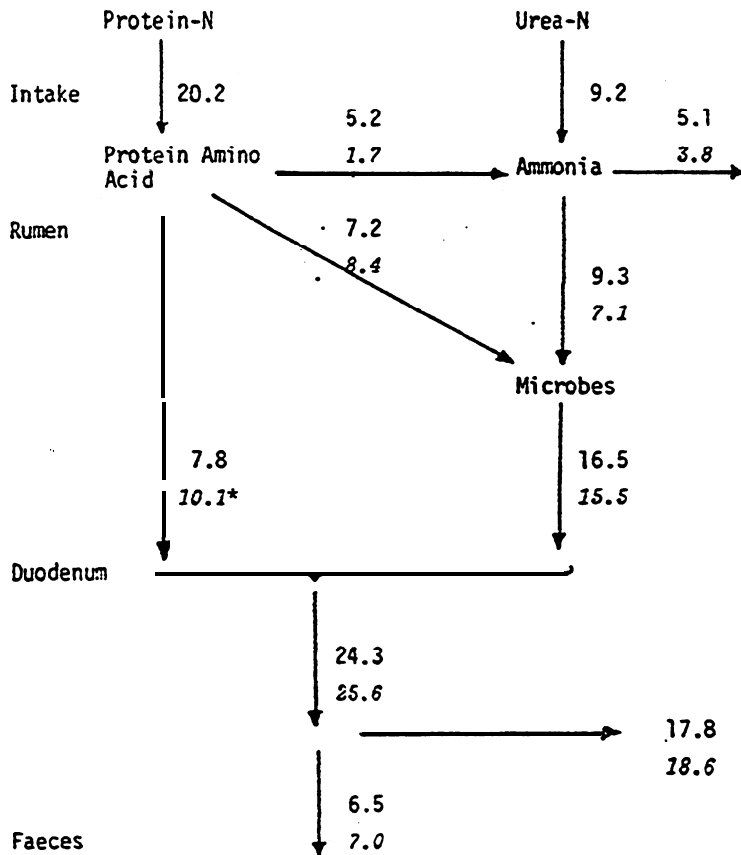 Protein-N Urea-N
Intake 20.2 9.2
5.2 5.1
1.7 3.8
Protein Amino Acid Ammonia
Rumen 7.2
8.4
9.3
7.1
Microbes
7.8 16.5
10.1* 15.5
Duodenum
24.3
25.6
17.8
18.6
6.5
Faeces 7.0